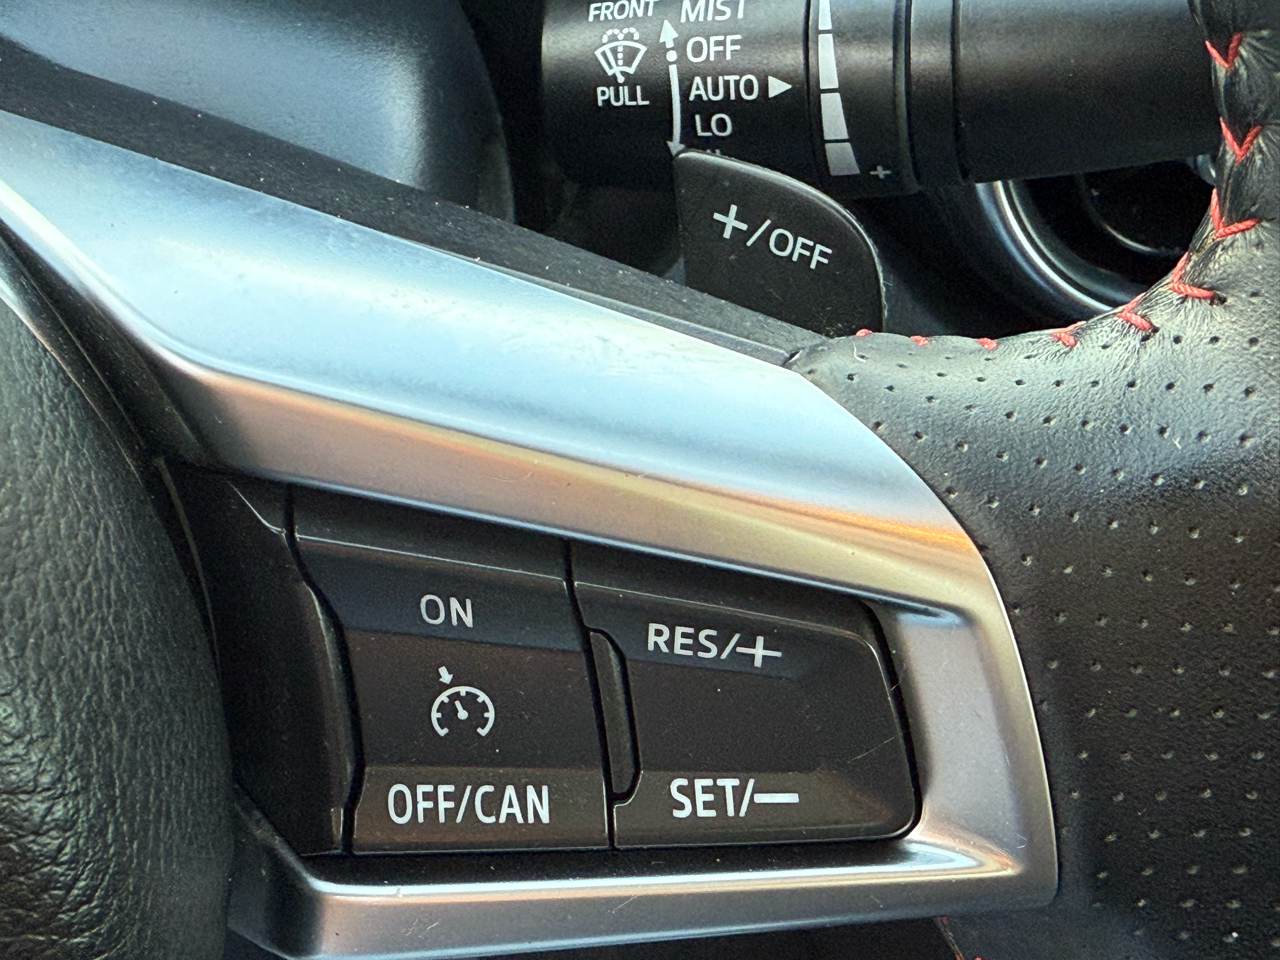 FRONT
MIST
OFF
PULL
AUTO
LO
+
+/OFF
ON
RES/+
OFF/CAN
SET/—